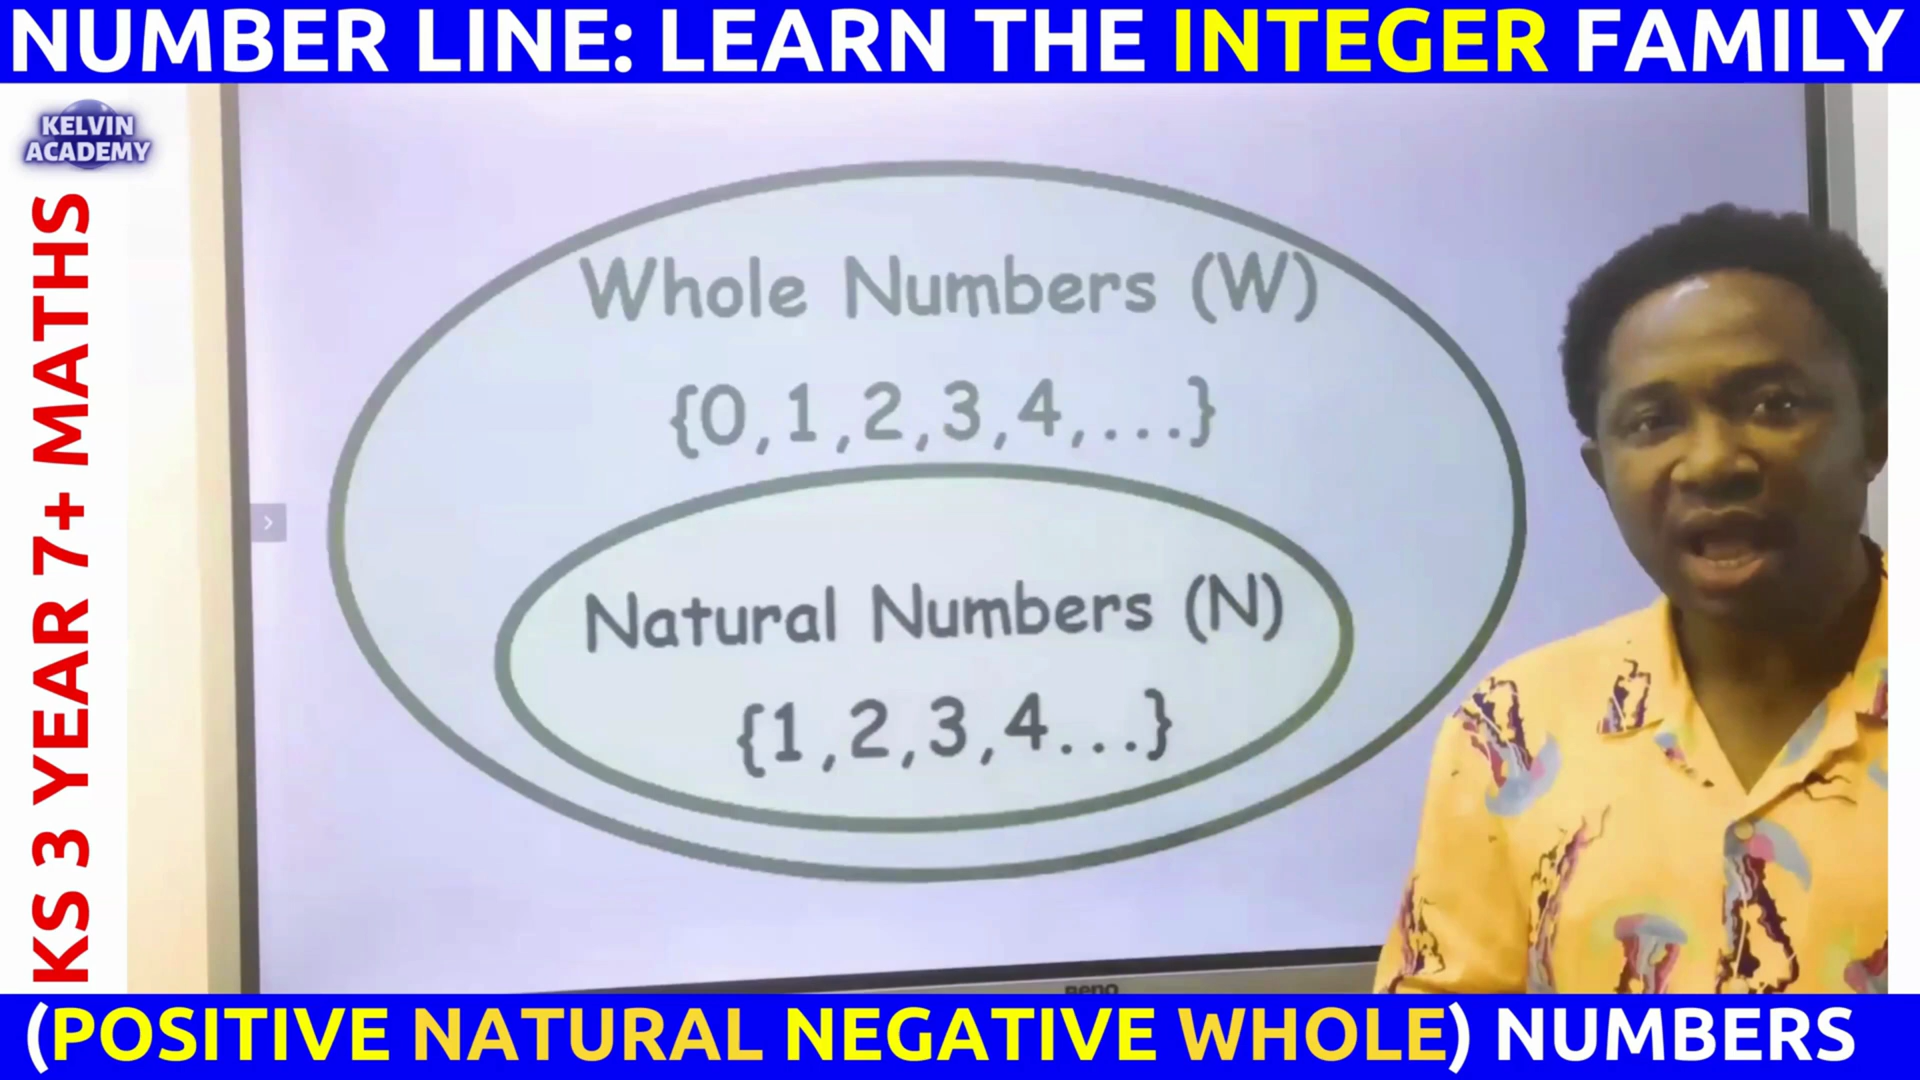 NUMBER LINE: LEARN THE INTEGER FAMILY
KELVIN
ACADEMY
KS 3 YEAR 7+ MATHS
Whole Numbers (W)
{0,1,2,3,4,...}
Natural Numbers (N)
{1,2,3,4...}
BenQ
(POSITIVE NATURAL NEGATIVE WHOLE) NUMBERS